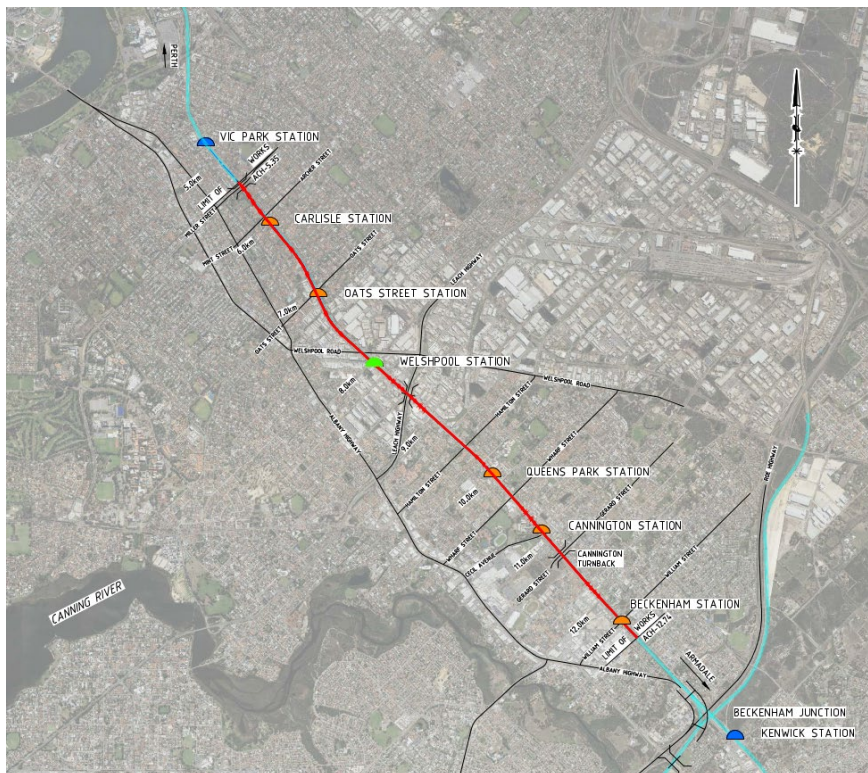 PERTH
VIC PARK STATION
5.0km
LIMIT OF WORKS
ACH-5.35
MILLER STREET
ARCHER STREET
MINT STREET
CARLISLE STATION
6.0km
OATS STREET
LEACH HIGHWAY
OATS STREET STATION
7.0km
OATS STREET
WELSHPOOL ROAD
WELSHPOOL STATION
8.0km
WELSHPOOL ROAD
ALBANY HIGHWAY
LEACH HIGHWAY
HAMILTON STREET
9.0km
WHARF STREET
ROE HIGHWAY
QUEENS PARK STATION
HAMILTON STREET
10.0km
GERARD STREET
CANNINGTON STATION
WHARF STREET
CECIL AVENUE
11.0km
CANNINGTON
TURNBACK
WILLIAM STREET
GERARD STREET
CANNING RIVER
BECKENHAM STATION
12.0km
WILLIAM STREET
LIMIT OF WORKS
ACH-12.74
ALBANY HIGHWAY
ARMADALE
BECKENHAM JUNCTION
KENWICK STATION